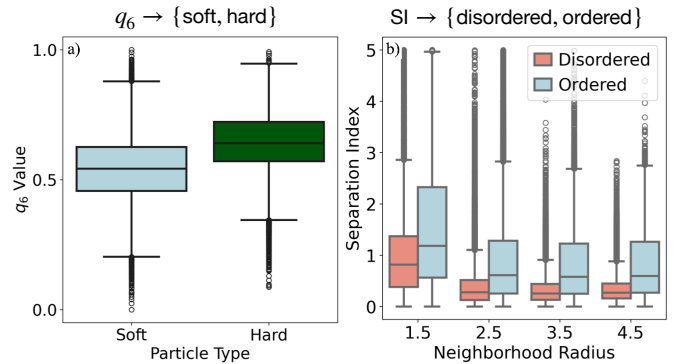 q₆ → {soft, hard}
SI → {disordered, ordered}
a)
1.0
0.5
0.0
q₆ Value
Soft
Hard
Particle Type
b)
Disordered
Ordered
5
4
3
2
1
0
Separation Index
1.5
2.5
3.5
4.5
Neighborhood Radius